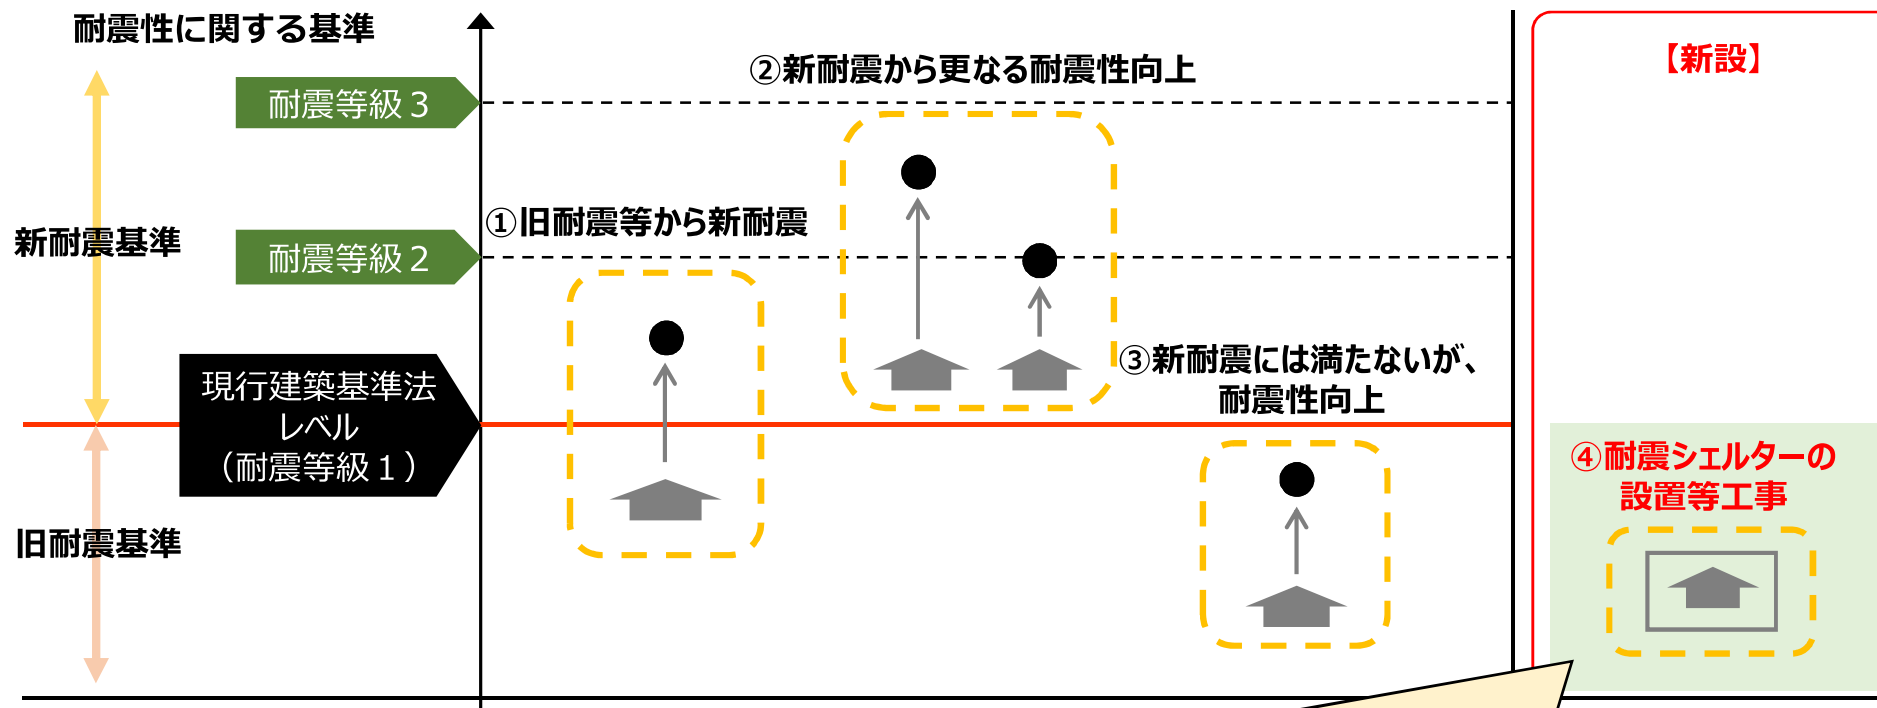 耐震性に関する基準
【新設】
②新耐震から更なる耐震性向上
耐震等級３
①旧耐震等から新耐震
新耐震基準
耐震等級２
③新耐震には満たないが、
耐震性向上
現行建築基準法
レベル
（耐震等級１）
④耐震シェルターの
設置等工事
旧耐震基準